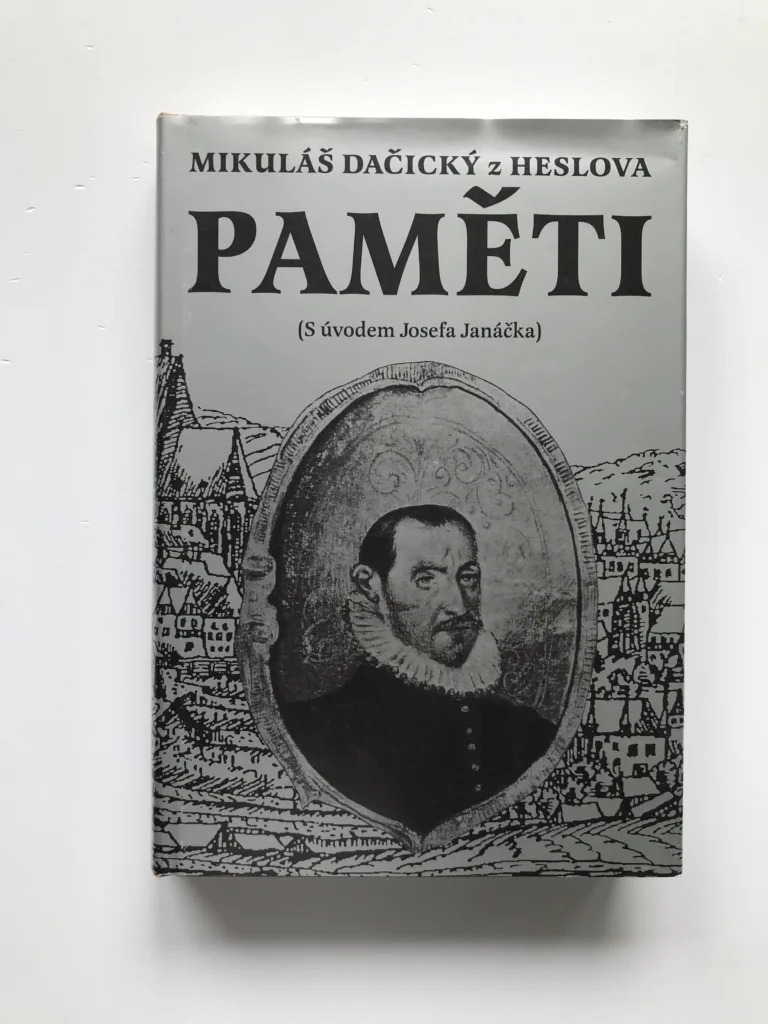 MIKULÁŠ DAČICKÝ z HESLOVA
PAMĚTI
(S úvodem Josefa Janáčka)